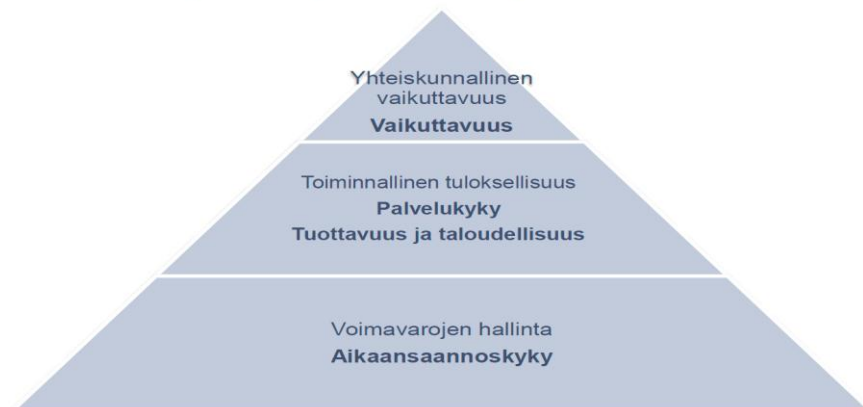 Yhteiskunnallinen
vaikuttavuus
Vaikuttavuus
Toiminnallinen tuloksellisuus
Palvelukyky
Tuottavuus ja taloudellisuus
Voimavarojen hallinta
Aikaansaannoskyky